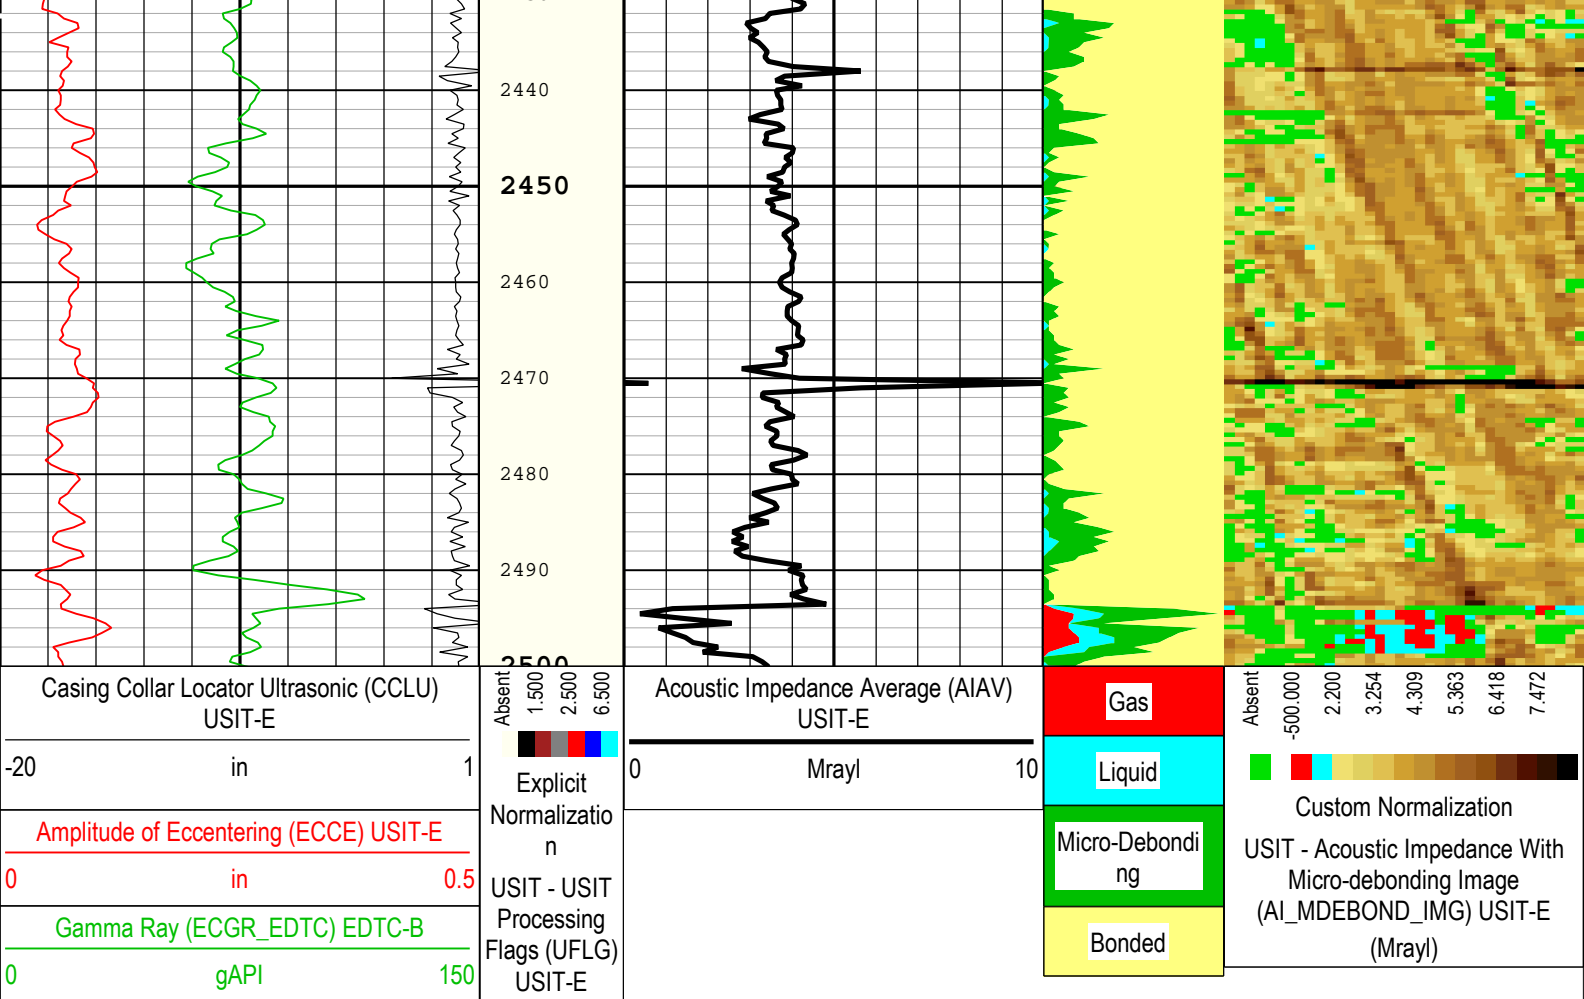 2440
2450
2460
2470
2480
2490
2500
Casing Collar Locator Ultrasonic (CCLU)
USIT-E
-20 in 1
Amplitude of Eccentering (ECCE) USIT-E
0 in 0.5
Gamma Ray (ECGR_EDTC) EDTC-B
0 gAPI 150
Absent
1.500
2.500
6.500
Explicit
Normalizatio
n
USIT - USIT
Processing
Flags (UFLG)
USIT-E
Acoustic Impedance Average (AIAV)
USIT-E
0 Mrayl 10
Gas
Liquid
Micro-Debondi
ng
Bonded
Absent
-500.000
2.200
3.254
4.309
5.363
6.418
7.472
Custom Normalization
USIT - Acoustic Impedance With
Micro-debonding Image
(AI_MDEBOND_IMG) USIT-E
(Mrayl)